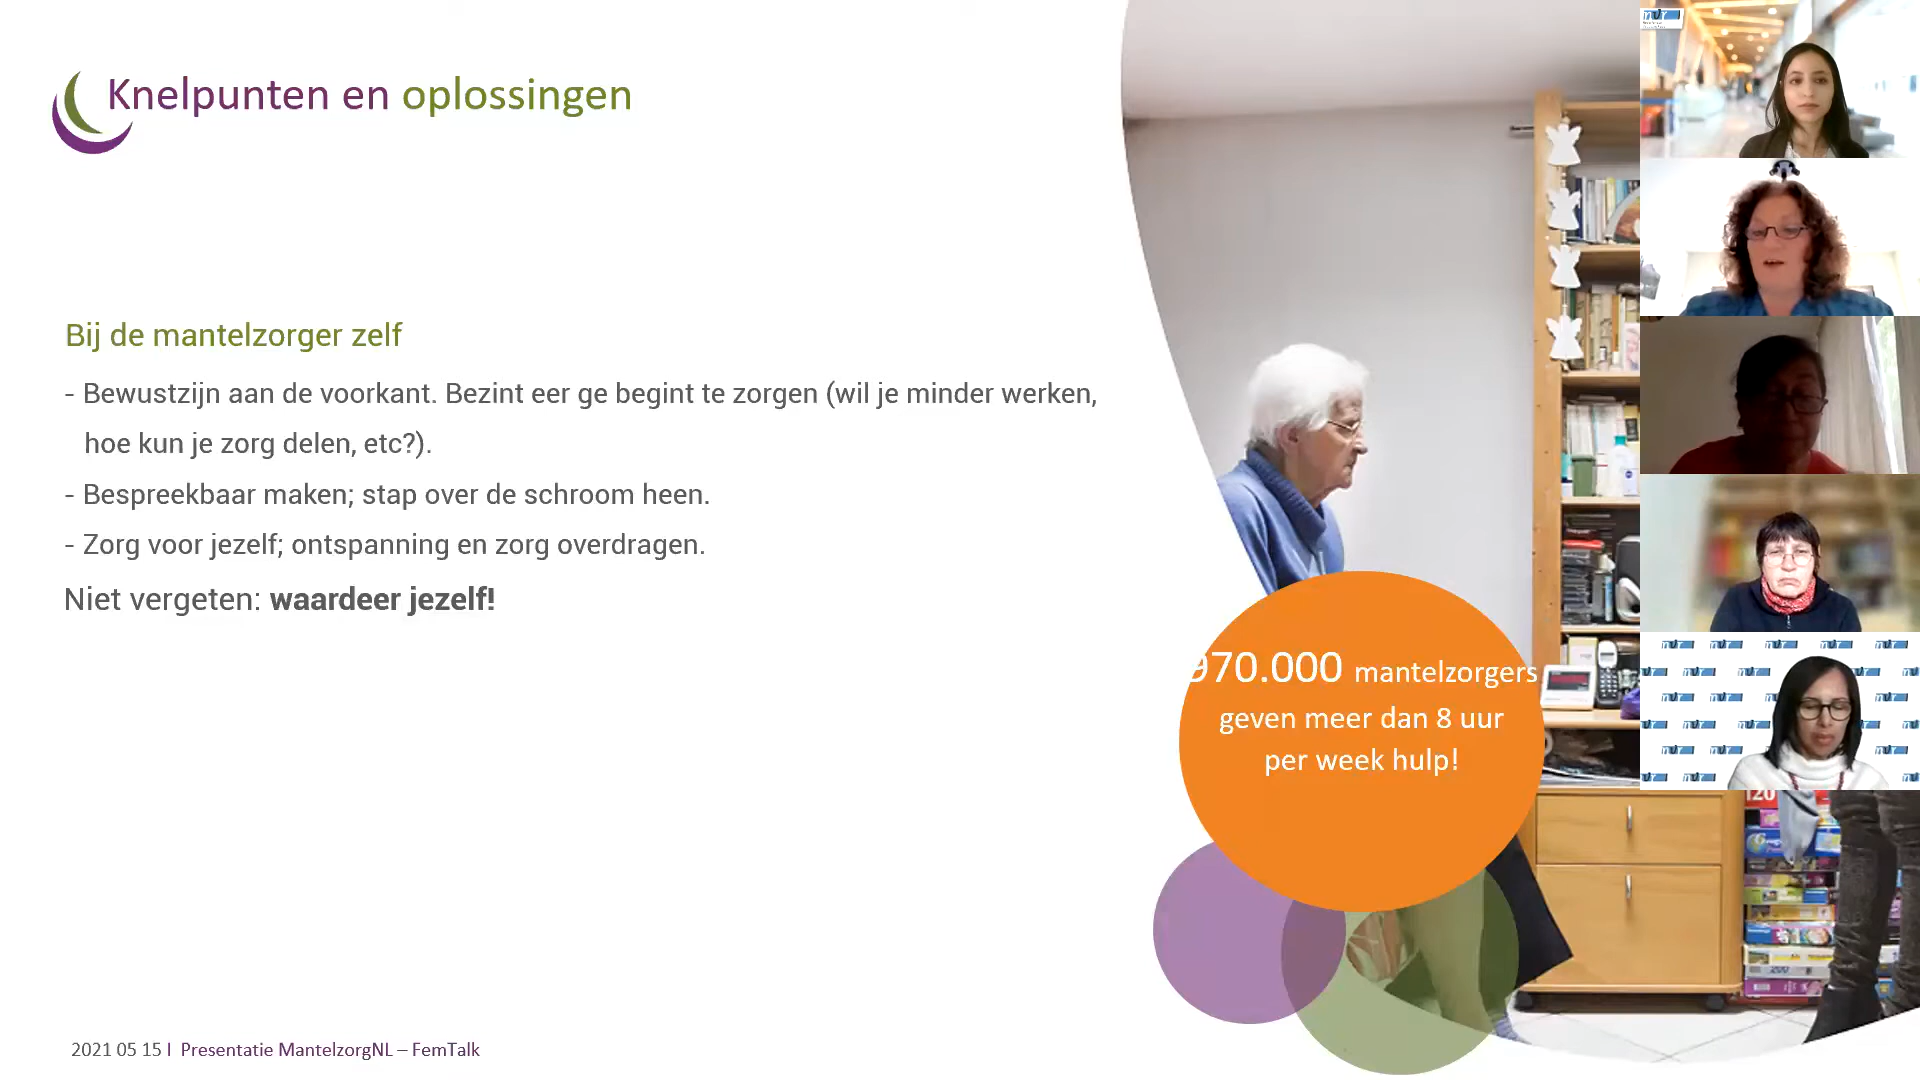 Knelpunten en oplossingen
Bij de mantelzorger zelf
- Bewustzijn aan de voorkant. Bezint eer ge begint te zorgen (wil je minder werken,
hoe kun je zorg delen, etc?).
- Bespreekbaar maken; stap over de schroom heen.
- Zorg voor jezelf; ontspanning en zorg overdragen.
Niet vergeten: waardeer jezelf!
970.000 mantelzorgers
geven meer dan 8 uur
per week hulp!
120
200
2021 05 15 I Presentatie MantelzorgNL – FemTalk